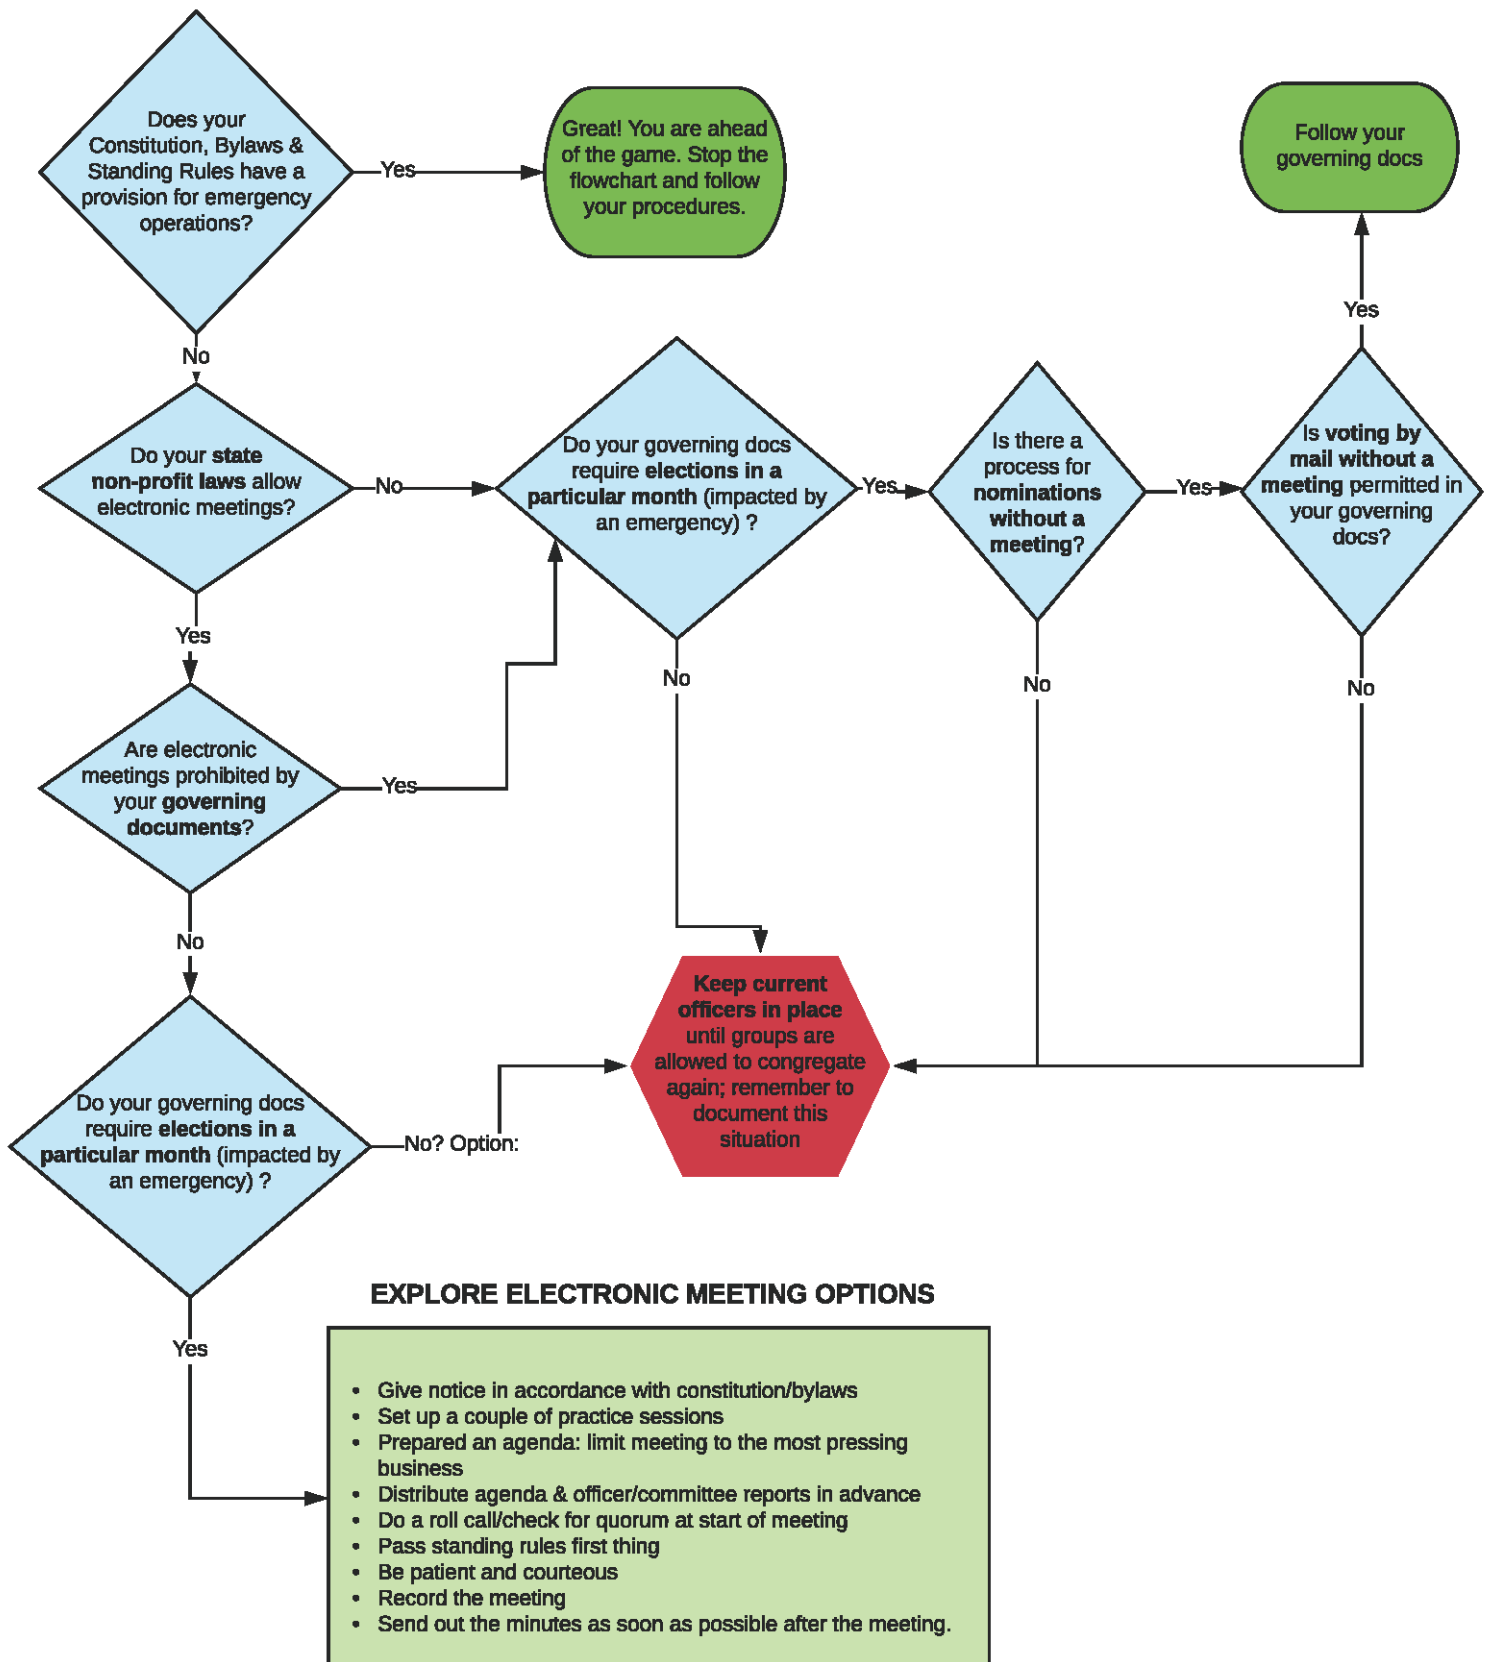 Does your
Constitution, Bylaws &
Standing Rules have a
provision for emergency
operations?
Yes
Great! You are ahead
of the game. Stop the
flowchart and follow
your procedures.
Follow your
governing docs
Yes
No
Do your state
non-profit laws allow
electronic meetings?
No
Do your governing docs
require elections in a
particular month (impacted by
an emergency) ?
Yes
Is there a
process for
nominations
without a
meeting?
Yes
Is voting by
mail without a
meeting permitted in
your governing
docs?
Yes
No
No
No
Are electronic
meetings prohibited by
your governing
documents?
Yes
No
Keep current
officers in place
until groups are
allowed to congregate
again; remember to
document this
situation
Do your governing docs
require elections in a
particular month (impacted by
an emergency) ?
No? Option:
Yes
EXPLORE ELECTRONIC MEETING OPTIONS
• Give notice in accordance with constitution/bylaws
• Set up a couple of practice sessions
• Prepared an agenda: limit meeting to the most pressing
business
• Distribute agenda & officer/committee reports in advance
• Do a roll call/check for quorum at start of meeting
• Pass standing rules first thing
• Be patient and courteous
• Record the meeting
• Send out the minutes as soon as possible after the meeting.